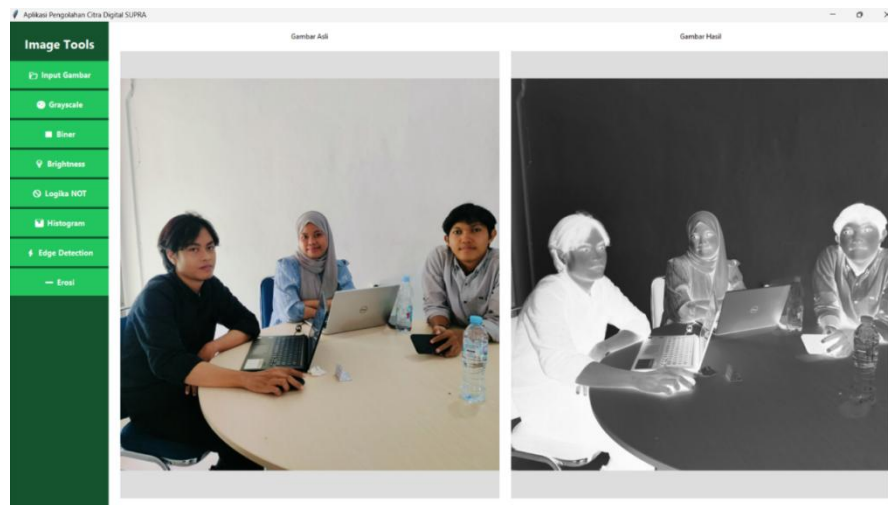 Aplikasi Pengolahan Citra Digital SUPRA
Image Tools
Input Gambar
Grayscale
Biner
Brightness
Logika NOT
Histogram
Edge Detection
Erosi
Gambar Asli
Gambar Hasil
DELL